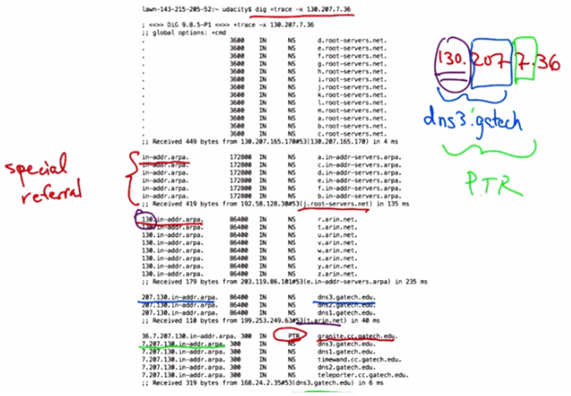 lawn-143-215-205-52:~ udacity$ dig +trace -x 130.207.7.36
; <<>> DiG 9.8.5-P1 <<>> +trace -x 130.207.7.36
;; global options: +cmd
. 3600 IN NS d.root-servers.net.
. 3600 IN NS e.root-servers.net.
. 3600 IN NS f.root-servers.net.
. 3600 IN NS g.root-servers.net.
. 3600 IN NS h.root-servers.net.
. 3600 IN NS i.root-servers.net.
. 3600 IN NS j.root-servers.net.
. 3600 IN NS k.root-servers.net.
. 3600 IN NS l.root-servers.net.
. 3600 IN NS m.root-servers.net.
. 3600 IN NS a.root-servers.net.
. 3600 IN NS b.root-servers.net.
. 3600 IN NS c.root-servers.net.
;; Received 449 bytes from 130.207.165.170#53(130.207.165.170) in 4 ms
in-addr.arpa. 172800 IN NS a.in-addr-servers.arpa.
in-addr.arpa. 172800 IN NS b.in-addr-servers.arpa.
in-addr.arpa. 172800 IN NS c.in-addr-servers.arpa.
in-addr.arpa. 172800 IN NS d.in-addr-servers.arpa.
in-addr.arpa. 172800 IN NS e.in-addr-servers.arpa.
in-addr.arpa. 172800 IN NS f.in-addr-servers.arpa.
;; Received 419 bytes from 192.58.128.30#53(j.root-servers.net) in 135 ms
130.in-addr.arpa. 86400 IN NS r.arin.net.
130.in-addr.arpa. 86400 IN NS t.arin.net.
130.in-addr.arpa. 86400 IN NS u.arin.net.
130.in-addr.arpa. 86400 IN NS v.arin.net.
130.in-addr.arpa. 86400 IN NS w.arin.net.
130.in-addr.arpa. 86400 IN NS x.arin.net.
130.in-addr.arpa. 86400 IN NS y.arin.net.
130.in-addr.arpa. 86400 IN NS z.arin.net.
;; Received 179 bytes from 203.119.86.101#53(e.in-addr-servers.arpa) in 235 ms
207.130.in-addr.arpa. 86400 IN NS dns3.gatech.edu.
207.130.in-addr.arpa. 86400 IN NS dns2.gatech.edu.
207.130.in-addr.arpa. 86400 IN NS dns1.gatech.edu.
;; Received 110 bytes from 199.253.249.63#53(t.arin.net) in 40 ms
36.7.207.130.in-addr.arpa. 300 IN PTR granite.cc.gatech.edu.
7.207.130.in-addr.arpa. 300 IN NS dns3.gatech.edu.
7.207.130.in-addr.arpa. 300 IN NS dns1.gatech.edu.
7.207.130.in-addr.arpa. 300 IN NS timewand.cc.gatech.edu.
7.207.130.in-addr.arpa. 300 IN NS dns2.gatech.edu.
7.207.130.in-addr.arpa. 300 IN NS teleporter.cc.gatech.edu.
;; Received 319 bytes from 168.24.2.35#53(dns3.gatech.edu) in 6 ms
special
referral
130.207.7.36
dns3.gatech
PTR